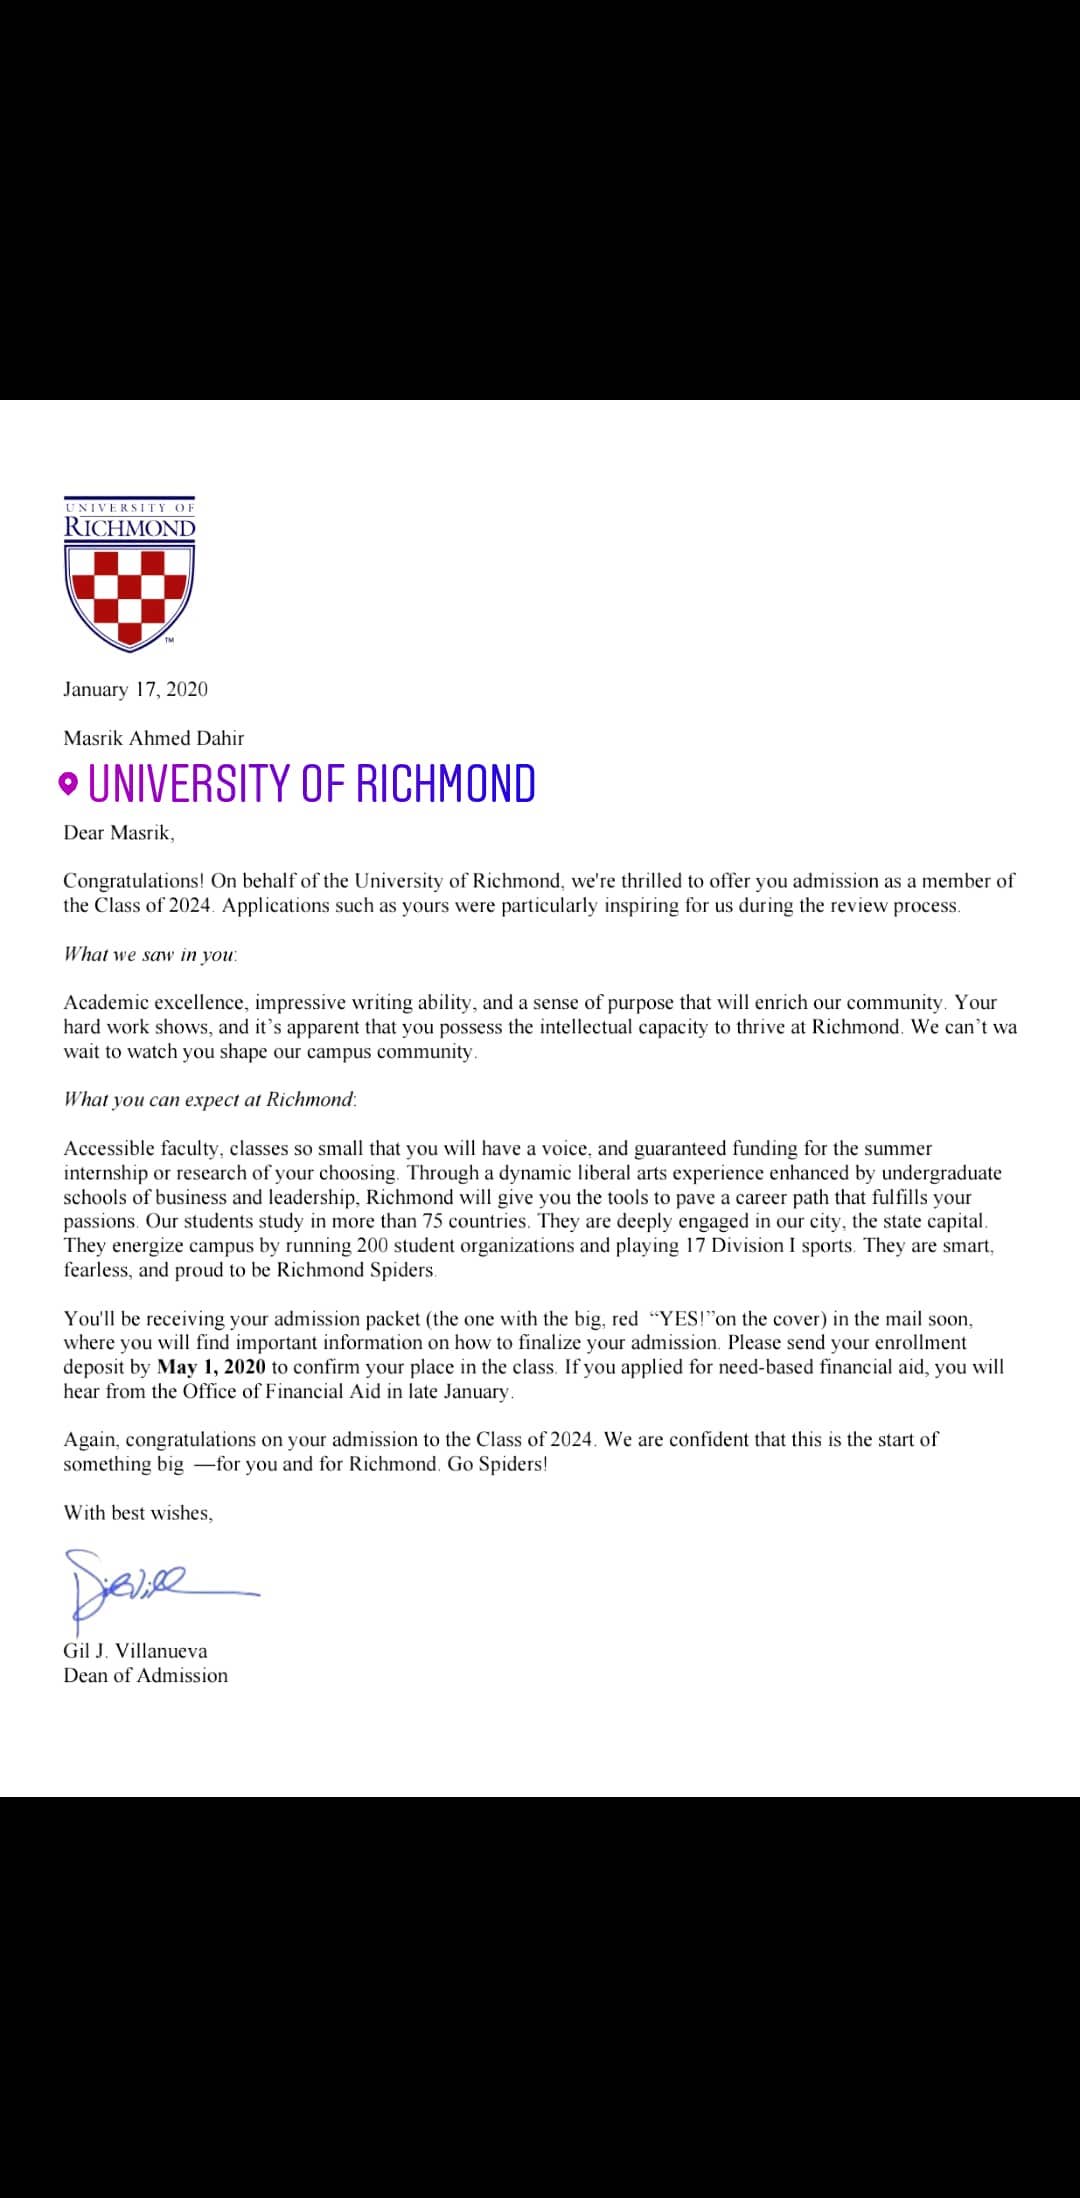 UNIVERSITY OF
RICHMOND
TM
January 17, 2020
Masrik Ahmed Dahir
UNIVERSITY OF RICHMOND
Dear Masrik,
Congratulations! On behalf of the University of Richmond, we're thrilled to offer you admission as a member of
the Class of 2024. Applications such as yours were particularly inspiring for us during the review process.
What we saw in you:
Academic excellence, impressive writing ability, and a sense of purpose that will enrich our community. Your
hard work shows, and it’s apparent that you possess the intellectual capacity to thrive at Richmond. We can’t wa
wait to watch you shape our campus community.
What you can expect at Richmond:
Accessible faculty, classes so small that you will have a voice, and guaranteed funding for the summer
internship or research of your choosing. Through a dynamic liberal arts experience enhanced by undergraduate
schools of business and leadership, Richmond will give you the tools to pave a career path that fulfills your
passions. Our students study in more than 75 countries. They are deeply engaged in our city, the state capital.
They energize campus by running 200 student organizations and playing 17 Division I sports. They are smart,
fearless, and proud to be Richmond Spiders.
You'll be receiving your admission packet (the one with the big, red “YES!”on the cover) in the mail soon,
where you will find important information on how to finalize your admission. Please send your enrollment
deposit by May 1, 2020 to confirm your place in the class. If you applied for need-based financial aid, you will
hear from the Office of Financial Aid in late January.
Again, congratulations on your admission to the Class of 2024. We are confident that this is the start of
something big —for you and for Richmond. Go Spiders!
With best wishes,
Gil J. Villanueva
Dean of Admission